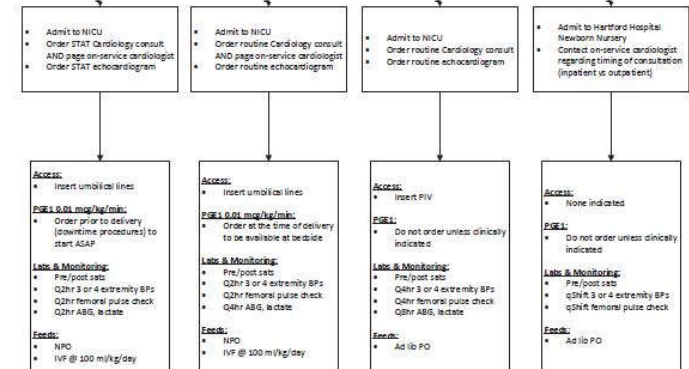 Admit to NICU
Order STAT Cardiology consult
AND page on-service cardiologist
Order STAT echocardiogram
Admit to NICU
Order routine Cardiology consult
AND page on-service cardiologist
Order routine echocardiogram
Admit to NICU
Order routine Cardiology consult
Order routine echocardiogram
Admit to Hartford Hospital
Newborn Nursery
Contact on-service cardiologist
regarding timing of consultation
(inpatient vs outpatient)
Access:
Insert umbilical lines
PGE1 0.01 mcg/kg/min:
Order prior to delivery
(downtime procedures) to
start ASAP
Labs & Monitoring:
Pre/post sats
Q2hr 3 or 4 extremity BPs
Q2hr femoral pulse check
Q2hr ABG, lactate
Feeds:
NPO
IVF @ 100 ml/kg/day
Access:
Insert umbilical lines
PGE1 0.01 mcg/kg/min:
Order at the time of delivery
to be available at bedside
Labs & Monitoring:
Pre/post sats
Q2hr 3 or 4 extremity BPs
Q2hr femoral pulse check
Q4hr ABG, lactate
Feeds:
NPO
IVF @ 100 ml/kg/day
Access:
Insert PIV
PGE1:
Do not order unless clinically
indicated
Labs & Monitoring:
Pre/post sats
Q4hr 3 or 4 extremity BPs
Q4hr femoral pulse check
Q8hr ABG, lactate
Feeds:
Ad lib PO
Access:
None indicated
PGE1:
Do not order unless clinically
indicated
Labs & Monitoring:
Pre/post sats
qShift 3 or 4 extremity BPs
qShift femoral pulse check
Feeds:
Ad lib PO